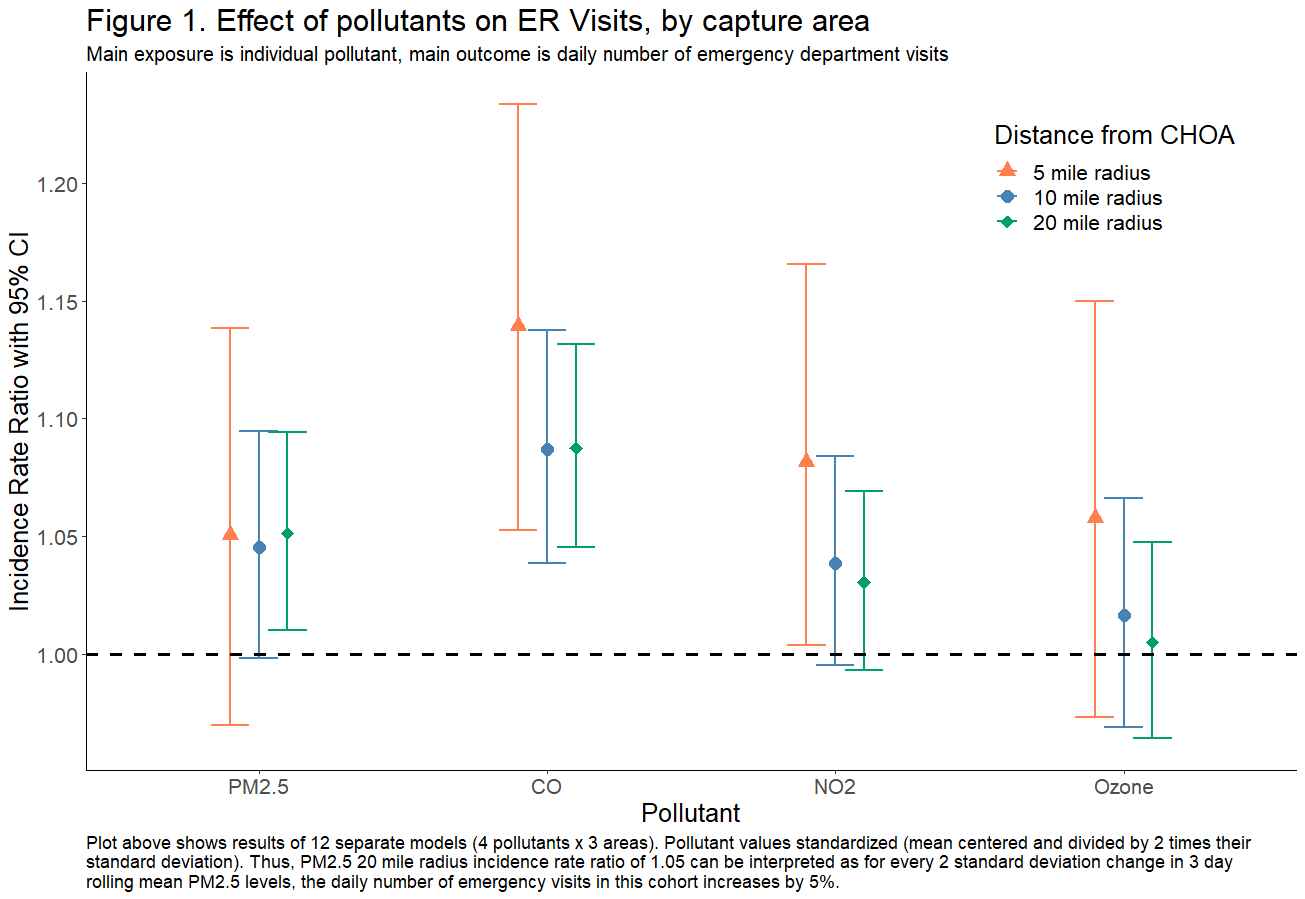 Figure 1. Effect of pollutants on ER Visits, by capture area
Main exposure is individual pollutant, main outcome is daily number of emergency department visits
Incidence Rate Ratio with 95% CI
1.20
1.15
1.10
1.05
1.00
Distance from CHOA
5 mile radius
10 mile radius
20 mile radius
PM2.5 CO NO2 Ozone
Pollutant
Plot above shows results of 12 separate models (4 pollutants x 3 areas). Pollutant values standardized (mean centered and divided by 2 times their
standard deviation). Thus, PM2.5 20 mile radius incidence rate ratio of 1.05 can be interpreted as for every 2 standard deviation change in 3 day
rolling mean PM2.5 levels, the daily number of emergency visits in this cohort increases by 5%.